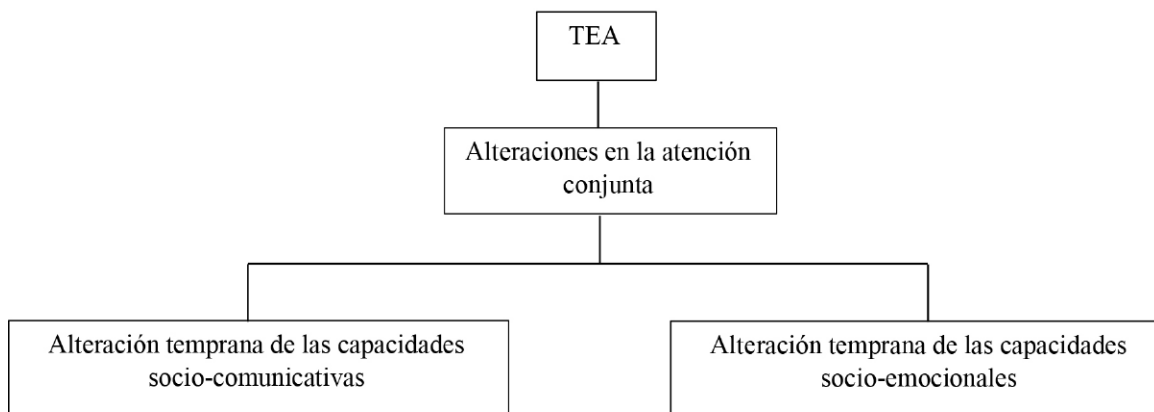 TEA
Alteraciones en la atención
conjunta
Alteración temprana de las capacidades
socio-comunicativas
Alteración temprana de las capacidades
socio-emocionales